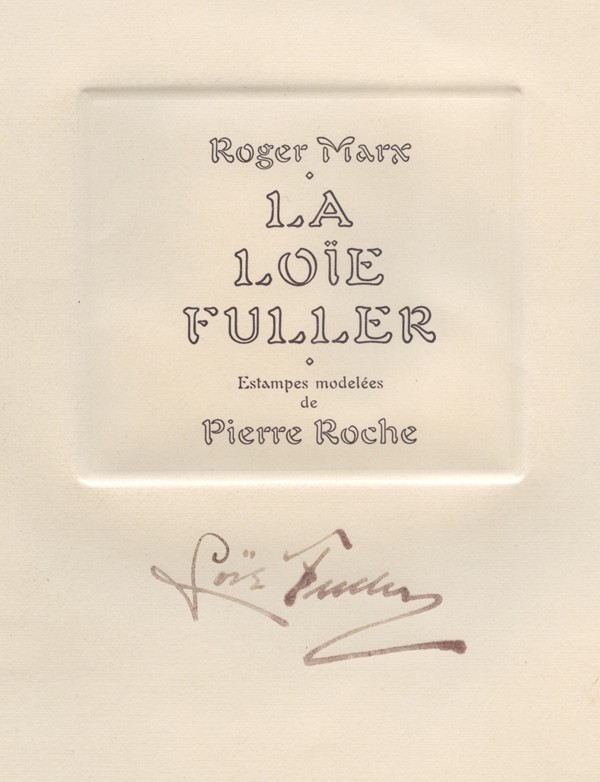 Roger Marx
LA
LOÏE
FULLER
Estampes modelées
de
Pierre Roche
Loïe Fuller